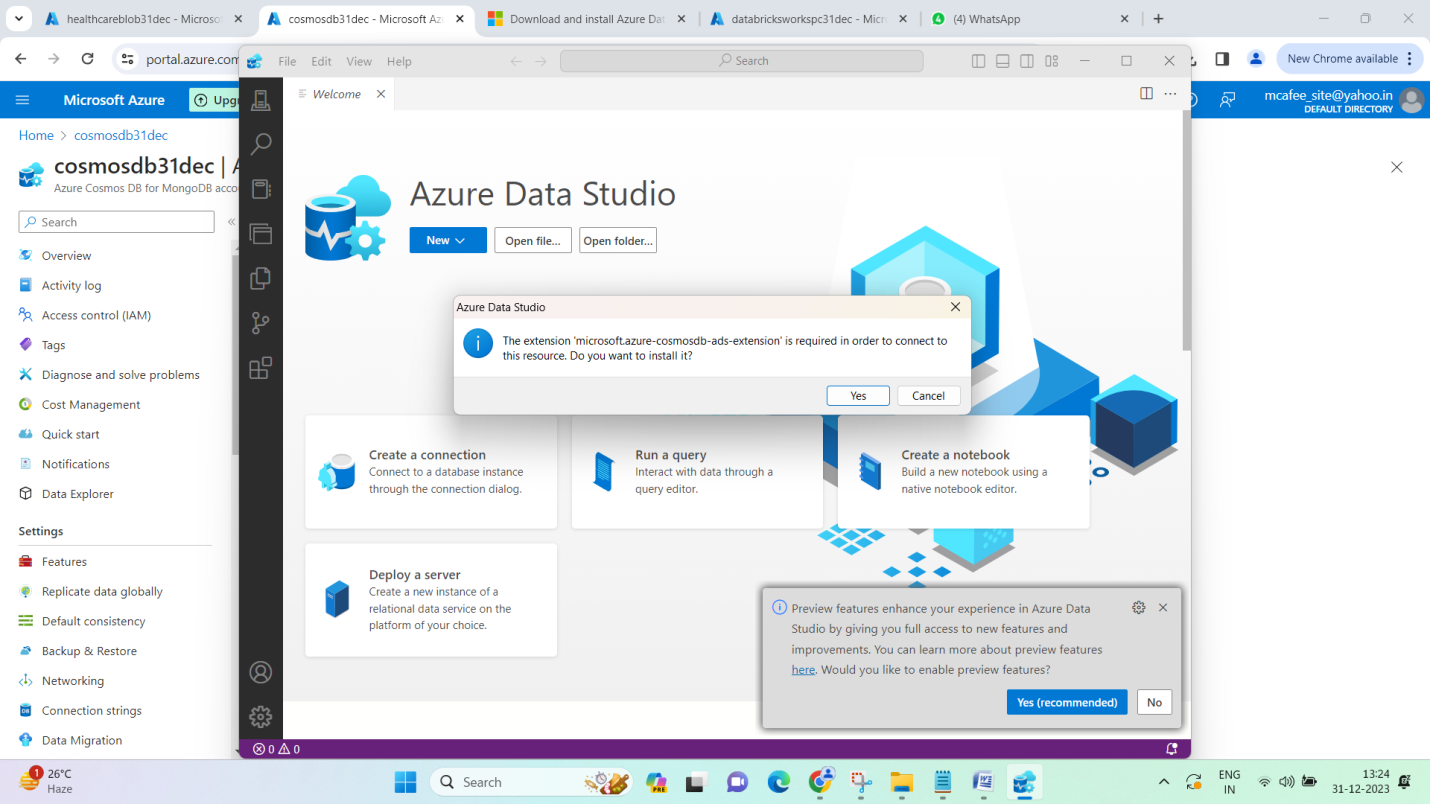 healthcareblob31dec - Microso
cosmosdb31dec - Microsoft Az
Download and install Azure Dat
databricksworkspc31dec - Micr
(4) WhatsApp
portal.azure.com
New Chrome available
File
Edit
View
Help
Search
Microsoft Azure
Upgr
mcafee_site@yahoo.in
DEFAULT DIRECTORY
Welcome
Home > cosmosdb31dec
cosmosdb31dec | A
Azure Cosmos DB for MongoDB acco
Search
Overview
Activity log
Access control (IAM)
Tags
Diagnose and solve problems
Cost Management
Quick start
Notifications
Data Explorer
Settings
Features
Replicate data globally
Default consistency
Backup & Restore
Networking
Connection strings
Data Migration
Azure Data Studio
New
Open file...
Open folder...
Azure Data Studio
The extension 'microsoft.azure-cosmosdb-ads-extension' is required in order to connect to
this resource. Do you want to install it?
Yes
Cancel
Create a connection
Connect to a database instance
through the connection dialog.
Run a query
Interact with data through a
query editor.
Create a notebook
Build a new notebook using a
native notebook editor.
Deploy a server
Create a new instance of a
relational data service on the
platform of your choice.
Preview features enhance your experience in Azure Data
Studio by giving you full access to new features and
improvements. You can learn more about preview features
here. Would you like to enable preview features?
Yes (recommended)
No
0
0
1
26°C
Haze
Search
PRE
ENG
IN
13:24
31-12-2023